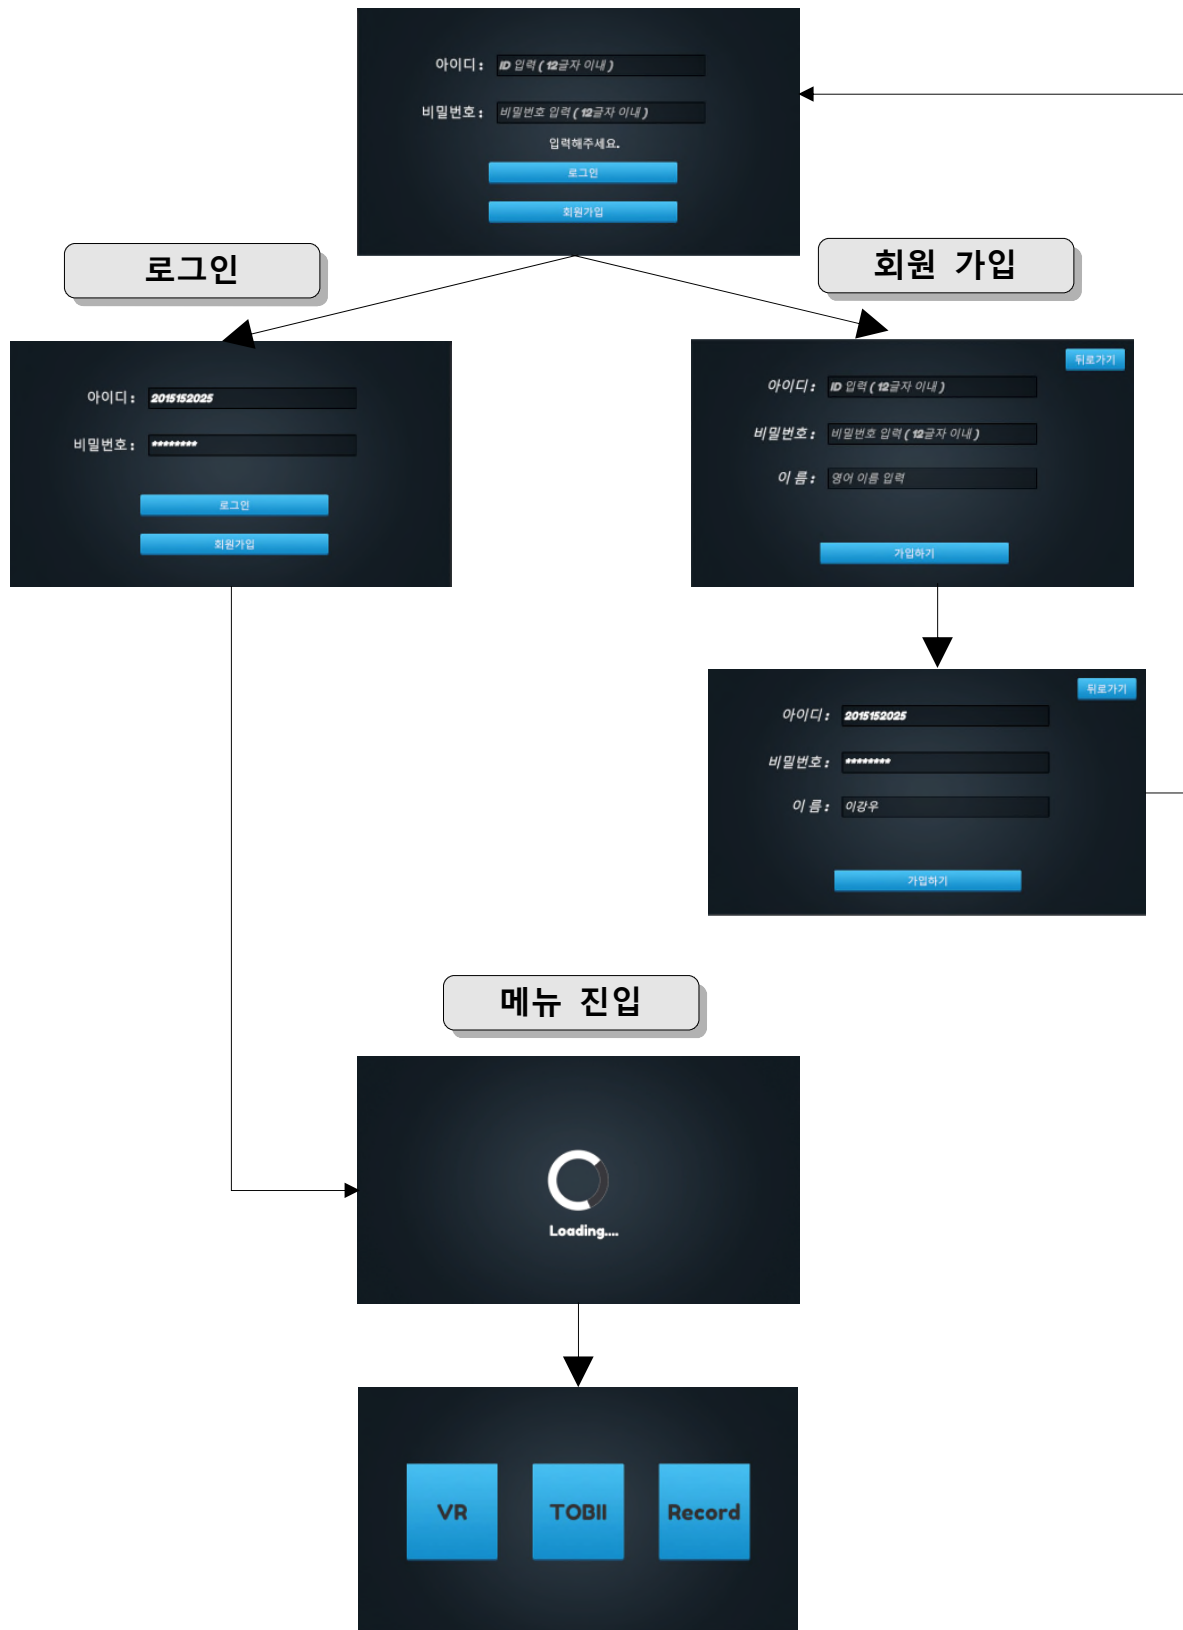 아이디 : ID 입력 ( 12글자 이내 )
비밀번호 : 비밀번호 입력 ( 12글자 이내 )
입력해주세요.
로그인
회원가입
로그인
회원 가입
아이디 : 2015152025
비밀번호 : ********
로그인
회원가입
뒤로가기
아이디 : ID 입력 ( 12글자 이내 )
비밀번호 : 비밀번호 입력 ( 12글자 이내 )
이 름 : 영어 이름 입력
가입하기
뒤로가기
아이디 : 2015152025
비밀번호 : ********
이 름 : 이강우
가입하기
메뉴 진입
Loading....
VR TOBII Record